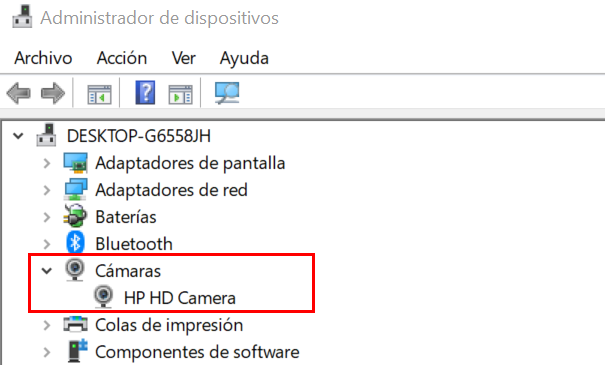 Administrador de dispositivos
Archivo Acción Ver Ayuda
?
DESKTOP-G6558JH
Adaptadores de pantalla
Adaptadores de red
Baterías
Bluetooth
Cámaras
HP HD Camera
Colas de impresión
Componentes de software